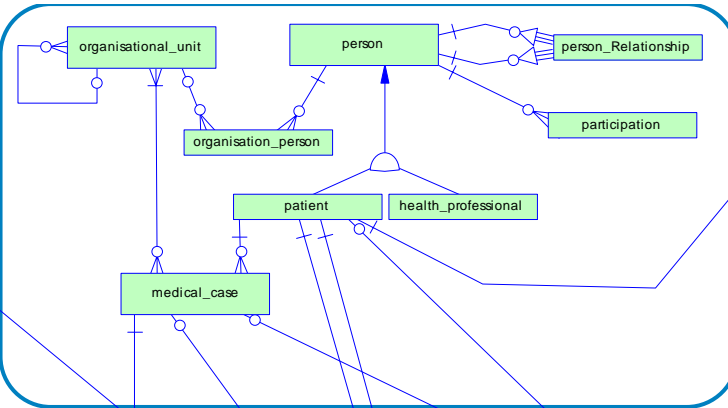 organisational_unit
person
person_Relationship
participation
organisation_person
patient
health_professional
medical_case